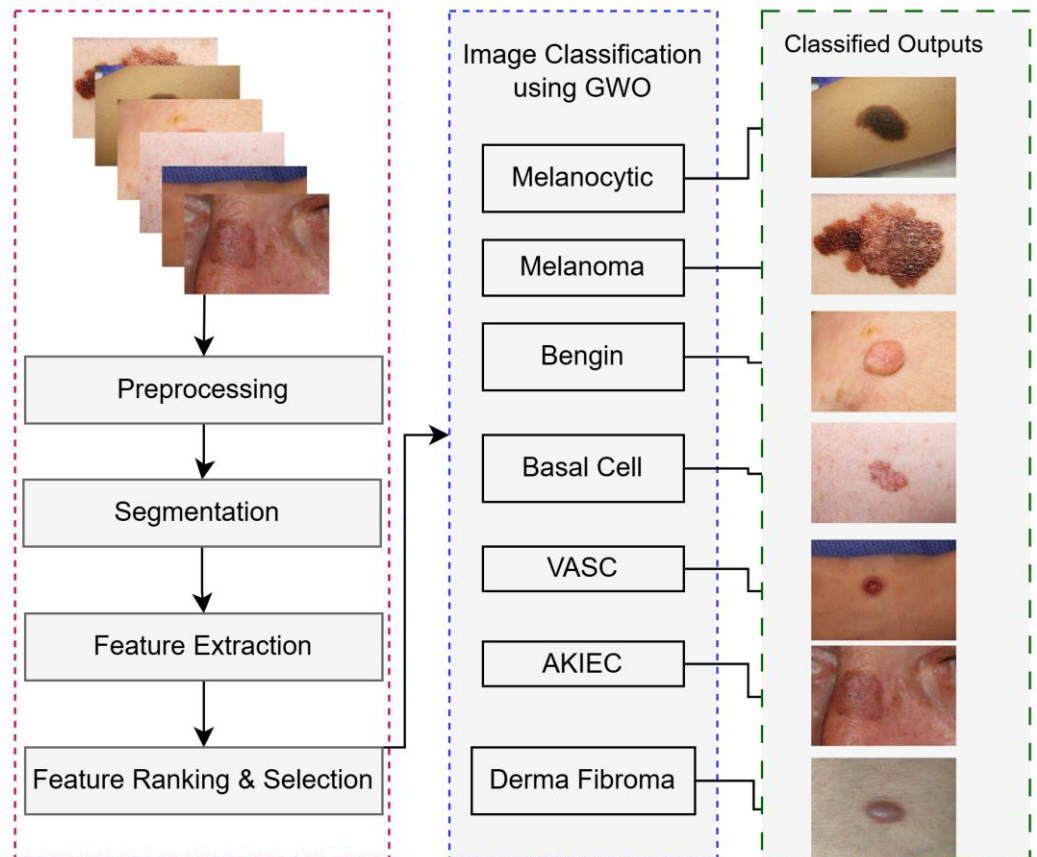 Preprocessing
Segmentation
Feature Extraction
Feature Ranking & Selection
Image Classification
using GWO
Melanocytic
Melanoma
Bengin
Basal Cell
VASC
AKIEC
Derma Fibroma
Classified Outputs